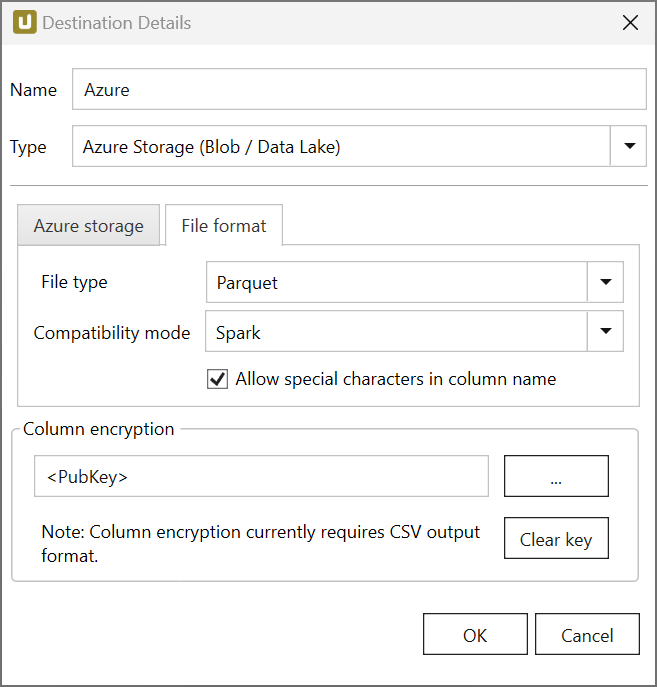 Destination Details
Name Azure
Type Azure Storage (Blob / Data Lake)
Azure storage File format
File type Parquet
Compatibility mode Spark
Allow special characters in column name
Column encryption
<PubKey> ...
Note: Column encryption currently requires CSV output
format.
Clear key
OK Cancel